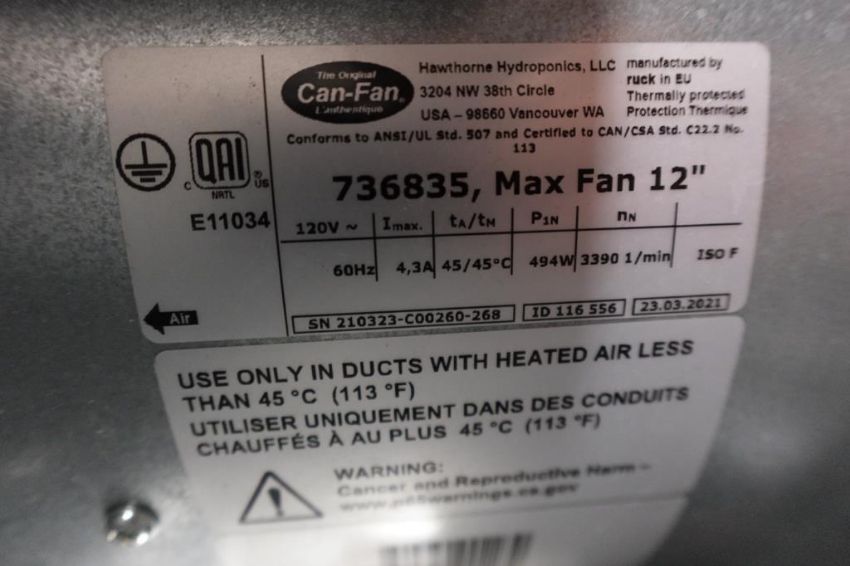 The Original
Can-Fan®
L'authentique
Hawthorne Hydroponics, LLC
3204 NW 38th Circle
USA – 98660 Vancouver WA
manufactured by
ruck in EU
Thermally protected
Protection Thermique
Conforms to ANSI/UL Std. 507 and Certified to CAN/CSA Std. C22.2 No.
113
C QAI US
NRTL
E11034
736835, Max Fan 12"
120V ~ Imax. tA/tM P1N nN
60Hz 4,3A 45/45°C 494W 3390 1/min ISO F
Air
SN 210323-C00260-268 ID 116 556 23.03.2021
USE ONLY IN DUCTS WITH HEATED AIR LESS
THAN 45 °C (113 °F)
UTILISER UNIQUEMENT DANS DES CONDUITS
CHAUFFÉS À AU PLUS 45 °C (113 °F)
WARNING:
Cancer and Reproductive Harm –
www.p65warnings.ca.gov